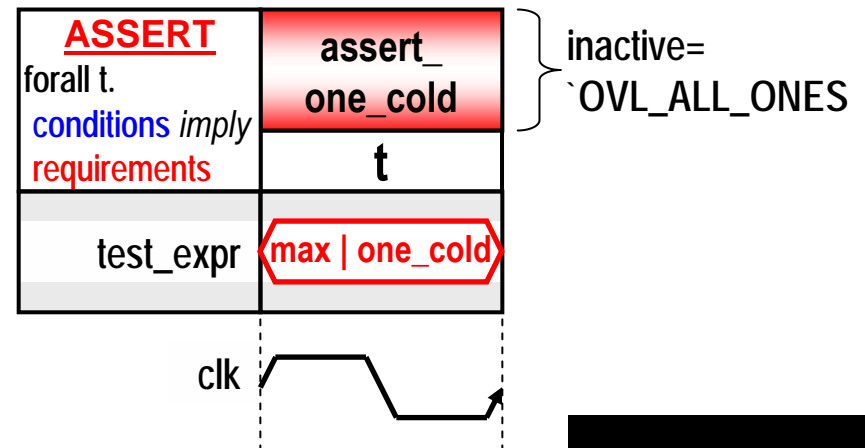 ASSERT
forall t.
conditions imply
requirements
assert_
one_cold
inactive=
`OVL_ALL_ONES
t
test_expr
max | one_cold
clk